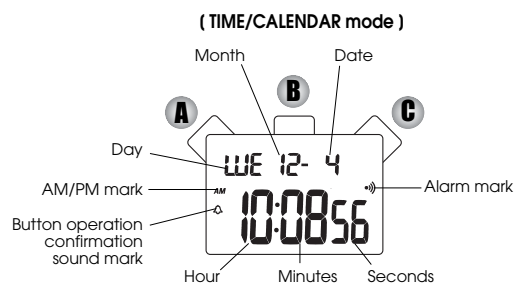 ( TIME/CALENDAR mode )
Month
Date
A
B
C
Day
WE 12- 4
AM/PM mark
AM
Alarm mark
10:08 56
Button operation
confirmation
sound mark
Hour
Minutes
Seconds